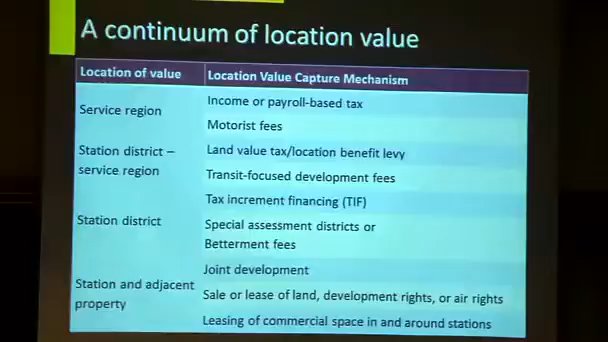 A continuum of location value
Location of value
Location Value Capture Mechanism
Service region
Income or payroll-based tax
Motorist fees
Station district –
service region
Land value tax/location benefit levy
Transit-focused development fees
Station district
Tax increment financing (TIF)
Special assessment districts or
Betterment fees
Station and adjacent
property
Joint development
Sale or lease of land, development rights, or air rights
Leasing of commercial space in and around stations